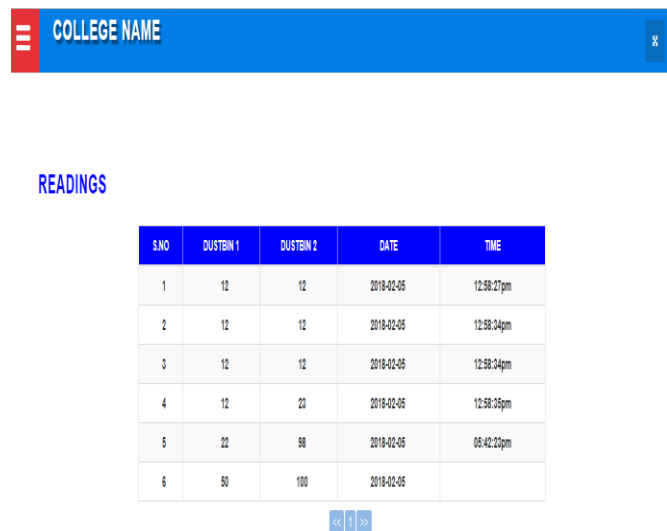 COLLEGE NAME
READINGS
S.NO DUSTBIN 1 DUSTBIN 2 DATE TIME
1 12 12 2018-02-05 12:58:27pm
2 12 12 2018-02-05 12:58:34pm
3 12 12 2018-02-05 12:58:34pm
4 12 23 2018-02-05 12:58:35pm
5 22 98 2018-02-05 05:42:23pm
6 50 100 2018-02-05
« 1 »